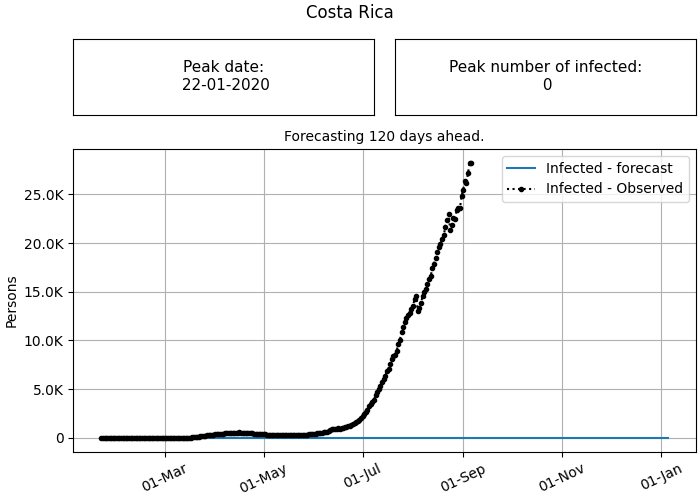 Costa Rica
Peak date:
22-01-2020
Peak number of infected:
0
Forecasting 120 days ahead.
Infected - forecast
Infected - Observed
25.0K
20.0K
15.0K
10.0K
5.0K
0
Persons
01-Mar
01-May
01-Jul
01-Sep
01-Nov
01-Jan